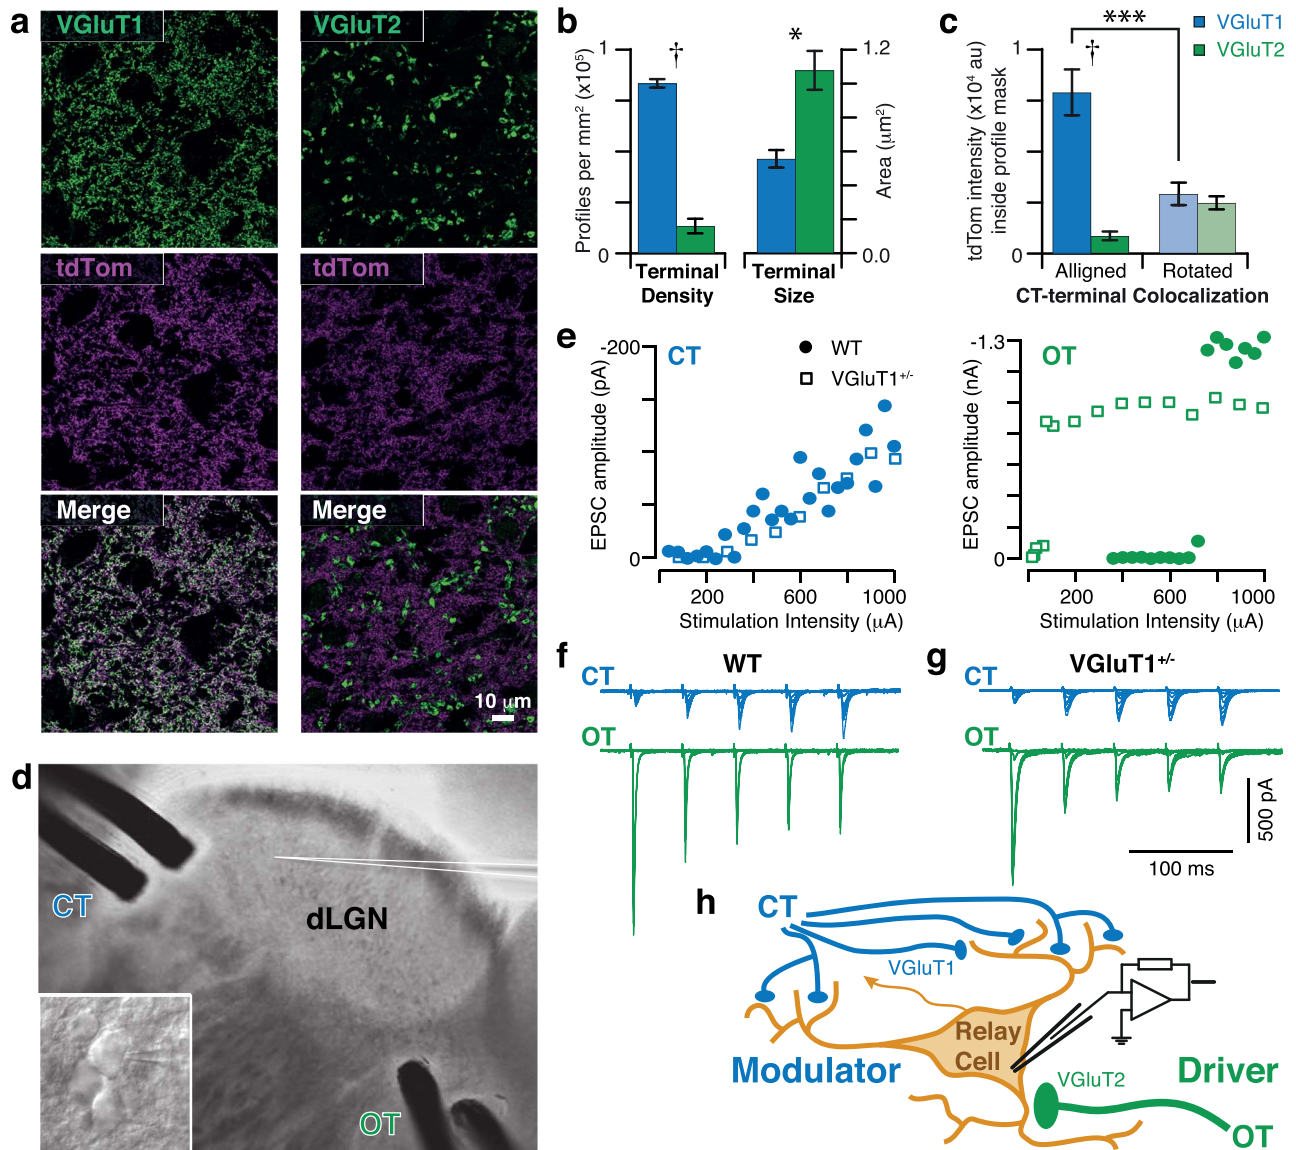 a
VGluT1
VGluT2
tdTom
tdTom
Merge
Merge
10 μm
b
Profiles per mm² (x10⁵)
1
0
†
*
1.2
0.0
Area (μm²)
Terminal
Density
Terminal
Size
c
tdTom intensity (x10⁴ au)
inside profile mask
1
0
***
†
VGluT1
VGluT2
Alligned
Rotated
CT-terminal Colocalization
d
CT
dLGN
OT
e
EPSC amplitude (pA)
-200
0
CT
WT
VGluT1⁺/⁻
200
600
1000
Stimulation Intensity (μA)
EPSC amplitude (nA)
-1.3
0
OT
200
600
1000
Stimulation Intensity (μA)
f
WT
CT
OT
g
VGluT1⁺/⁻
CT
OT
500 pA
100 ms
h
CT
VGluT1
Relay
Cell
Modulator
VGluT2
Driver
OT